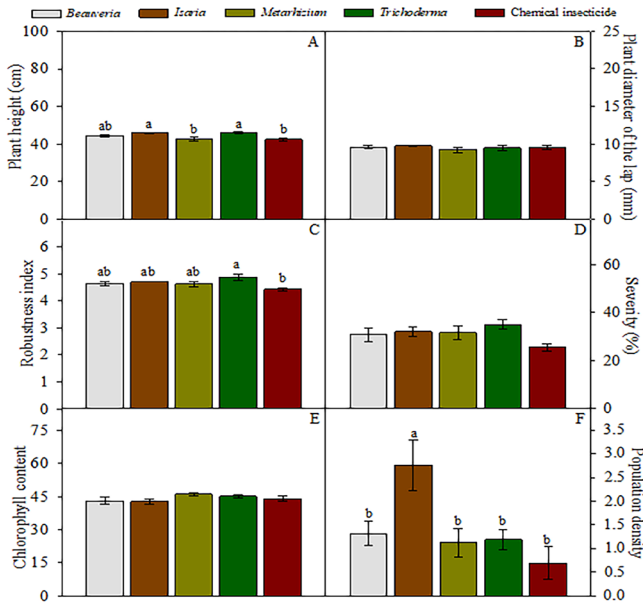 Beauveria Isaria Metarhizium Trichoderma Chemical insecticide
A
Plant height (cm)
100
80
60
40
20
0
ab a b a b
B
Plant diameter of the lap (mm)
25
20
15
10
5
0
C
Robustness index
6
5
4
3
2
1
0
ab ab ab a b
D
Severity (%)
60
40
20
0
E
Chlorophyll content
75
60
45
30
15
0
F
Population density
3.5
3.0
2.5
2.0
1.5
1.0
0.5
0.0
b a b b b